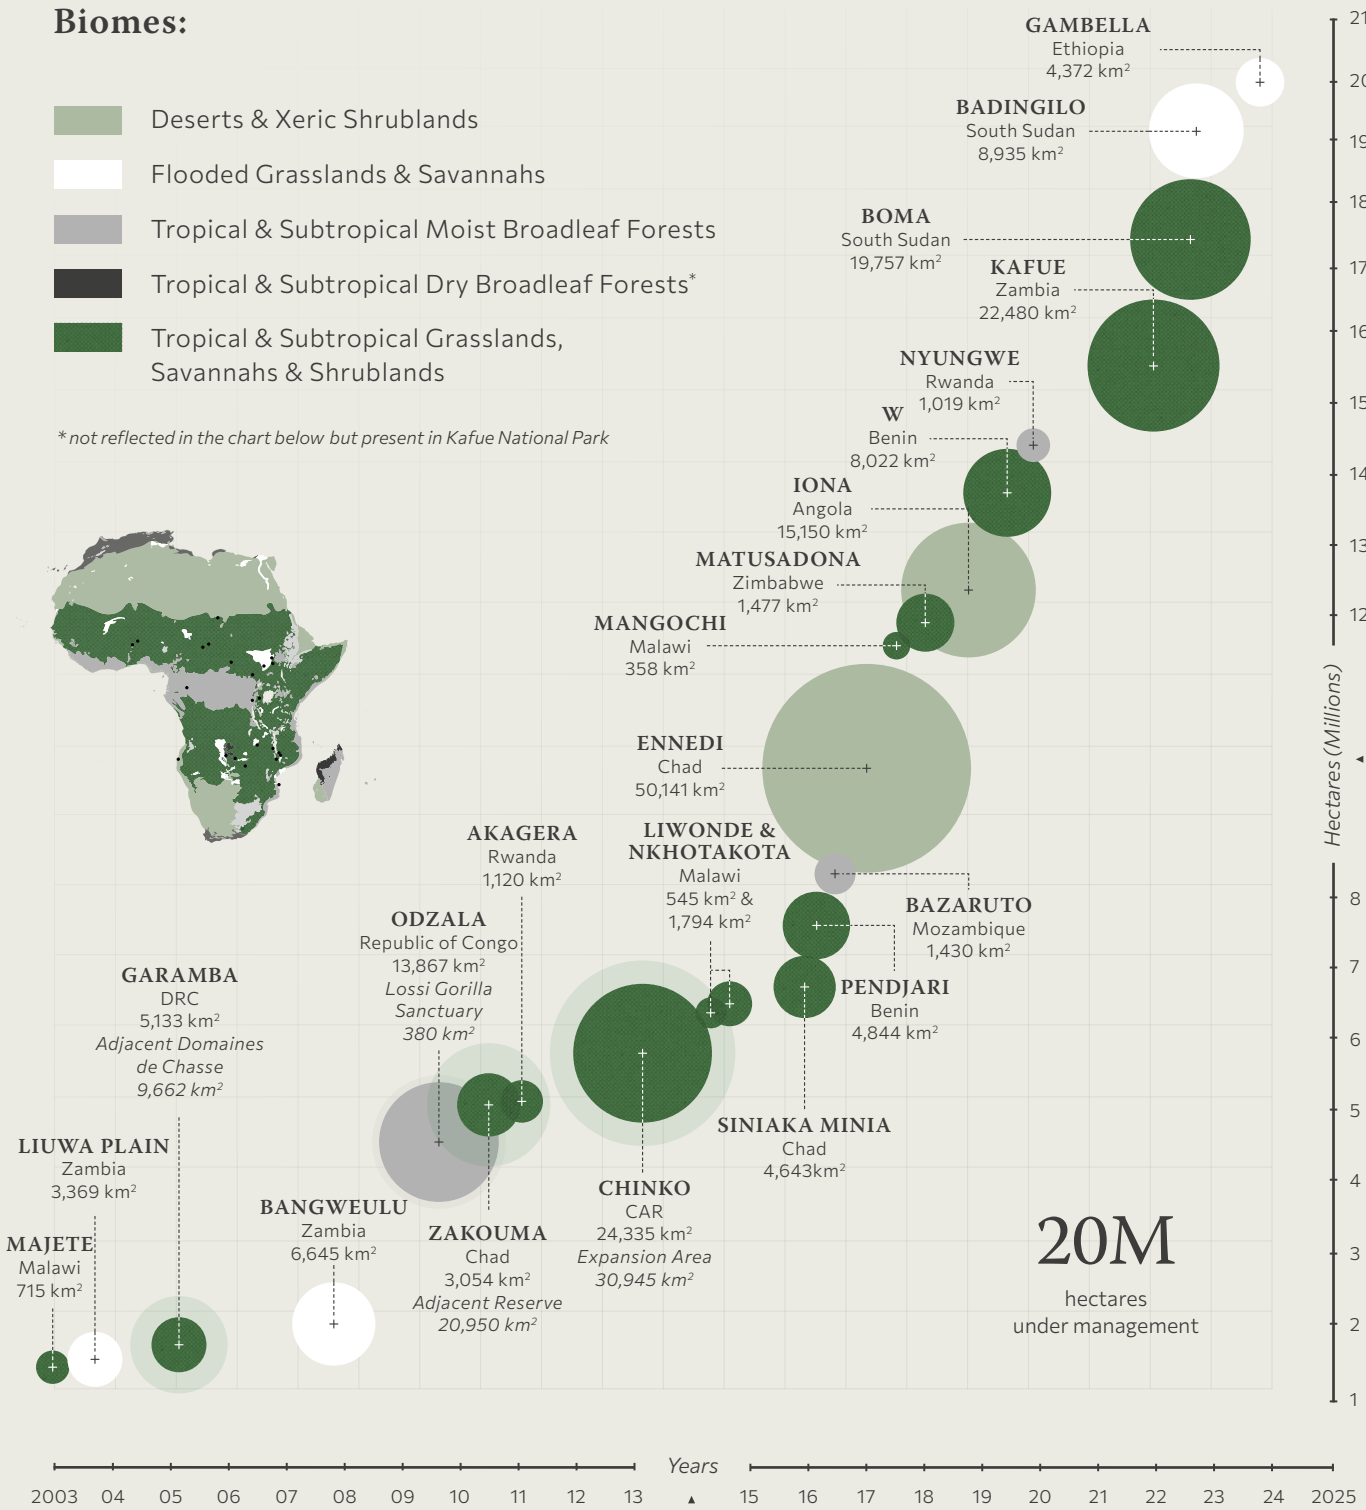 Biomes:
Deserts & Xeric Shrublands
Flooded Grasslands & Savannahs
Tropical & Subtropical Moist Broadleaf Forests
Tropical & Subtropical Dry Broadleaf Forests*
Tropical & Subtropical Grasslands,
Savannahs & Shrublands
* not reflected in the chart below but present in Kafue National Park
GAMBELLA
Ethiopia
4,372 km²
BADINGILO
South Sudan
8,935 km²
BOMA
South Sudan
19,757 km²
KAFUE
Zambia
22,480 km²
NYUNGWE
Rwanda
1,019 km²
W
Benin
8,022 km²
IONA
Angola
15,150 km²
MATUSADONA
Zimbabwe
1,477 km²
MANGOCHI
Malawi
358 km²
ENNEDI
Chad
50,141 km²
LIWONDE &
NKHOTAKOTA
Malawi
545 km² &
1,794 km²
BAZARUTO
Mozambique
1,430 km²
PENDJARI
Benin
4,844 km²
SINIAKA MINIA
Chad
4,643km²
AKAGERA
Rwanda
1,120 km²
ODZALA
Republic of Congo
13,867 km²
Lossi Gorilla
Sanctuary
380 km²
GARAMBA
DRC
5,133 km²
Adjacent Domaines
de Chasse
9,662 km²
LIUWA PLAIN
Zambia
3,369 km²
MAJETE
Malawi
715 km²
BANGWEULU
Zambia
6,645 km²
ZAKOUMA
Chad
3,054 km²
Adjacent Reserve
20,950 km²
CHINKO
CAR
24,335 km²
Expansion Area
30,945 km²
20M
hectares
under management
21
20
19
18
17
16
15
14
13
12
Hectares (Millions)
8
7
6
5
4
3
2
1
2003 04 05 06 07 08 09 10 11 12 13 Years 15 16 17 18 19 20 21 22 23 24 2025